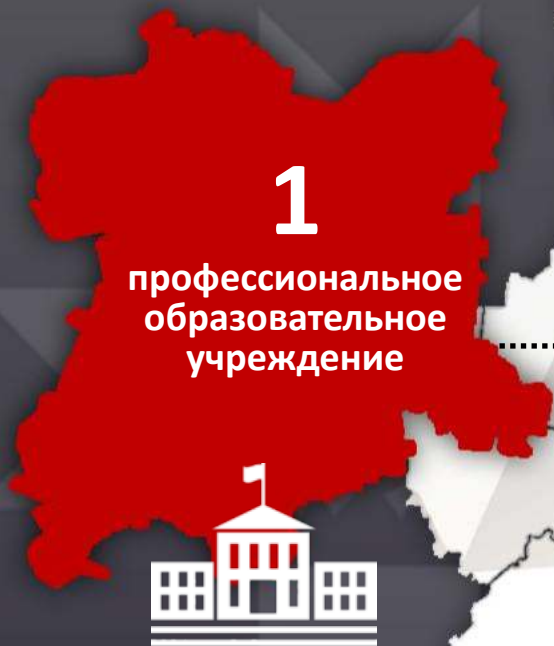 1
профессиональное
образовательное
учреждение